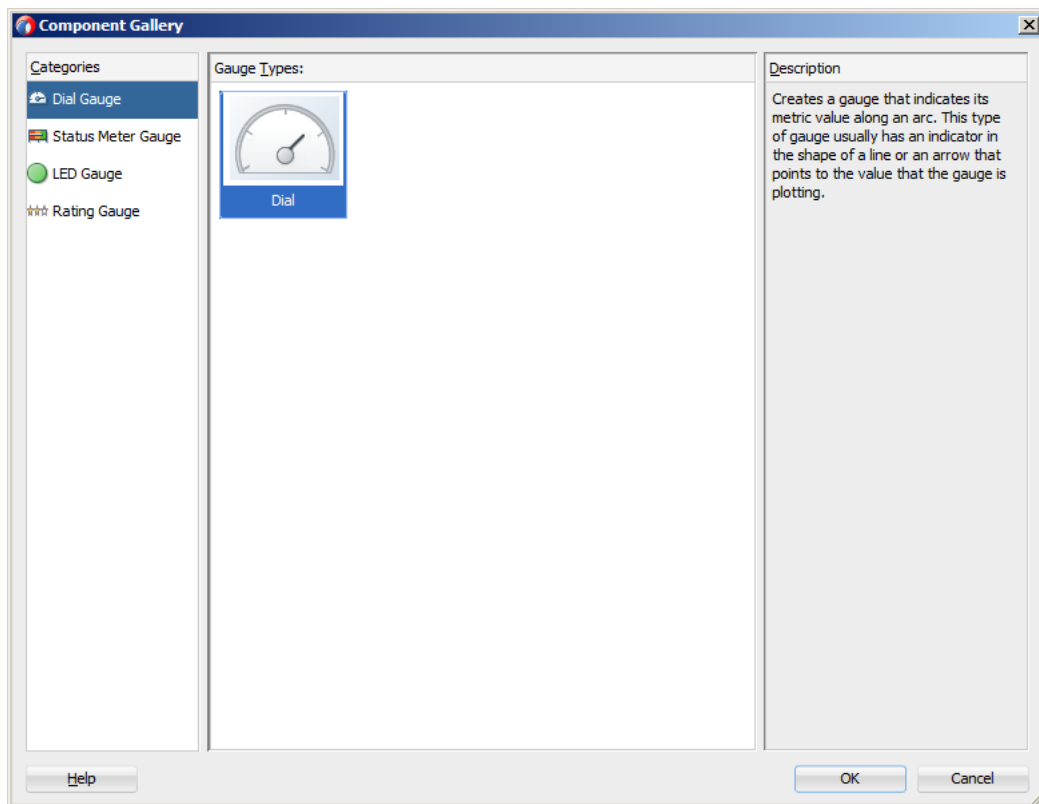 Component Gallery
Categories
Dial Gauge
Status Meter Gauge
LED Gauge
Rating Gauge
Gauge Types:
Dial
Description
Creates a gauge that indicates its
metric value along an arc. This type
of gauge usually has an indicator in
the shape of a line or an arrow that
points to the value that the gauge is
plotting.
Help
OK
Cancel